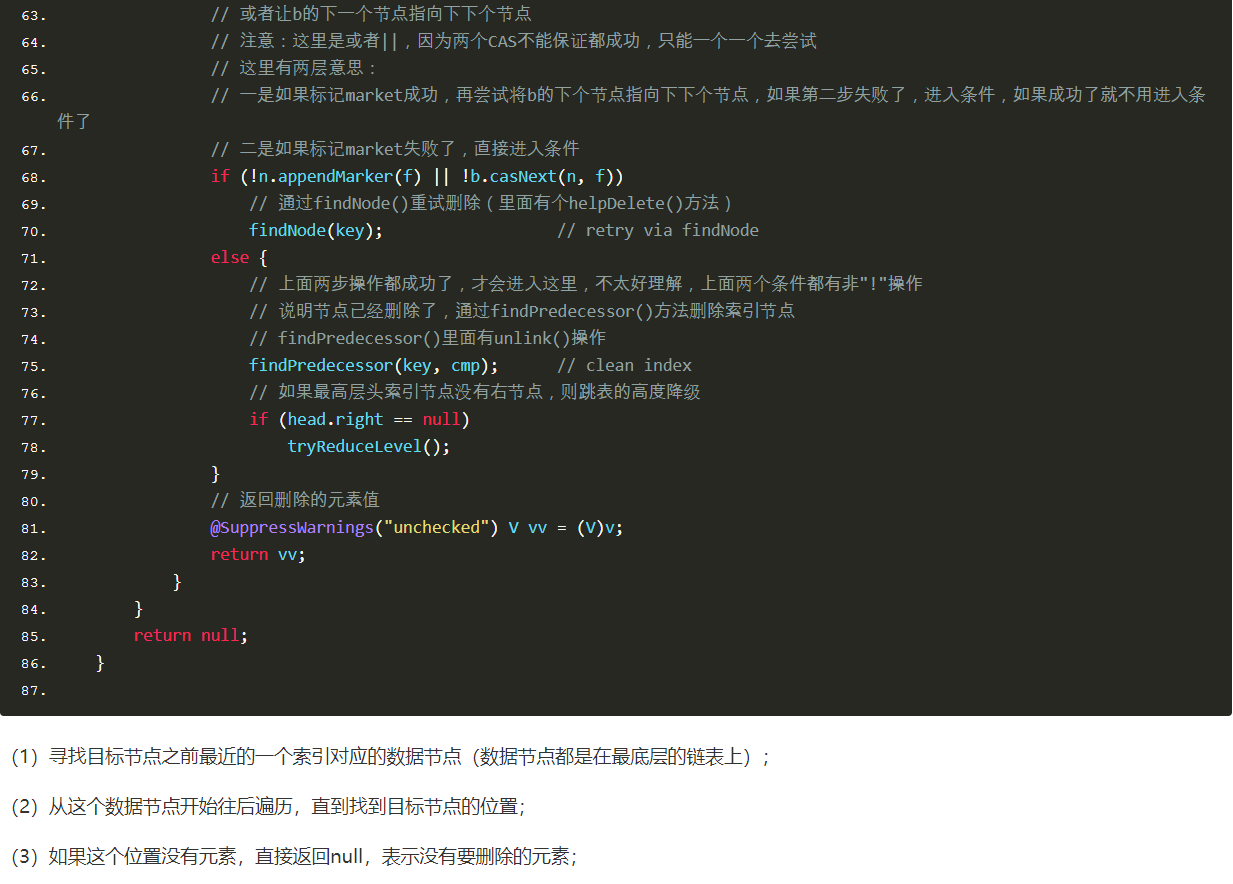 63. // 或者让b的下一个节点指向下下个节点
64. // 注意：这里是或者||，因为两个CAS不能保证都成功，只能一个一个去尝试
65. // 这里有两层意思：
66. // 一是如果标记market成功，再尝试将b的下个节点指向下下个节点，如果第二步失败了，进入条件，如果成功了就不用进入条
件了
67. // 二是如果标记market失败了，直接进入条件
68. if (!n.appendMarker(f) || !b.casNext(n, f))
69. // 通过findNode()重试删除（里面有个helpDelete()方法）
70. findNode(key); // retry via findNode
71. else {
72. // 上面两步操作都成功了，才会进入这里，不太好理解，上面两个条件都有非"!"操作
73. // 说明节点已经删除了，通过findPredecessor()方法删除索引节点
74. // findPredecessor()里面有unlink()操作
75. findPredecessor(key, cmp); // clean index
76. // 如果最高层头索引节点没有右节点，则跳表的高度降级
77. if (head.right == null)
78. tryReduceLevel();
79. }
80. // 返回删除的元素值
81. @SuppressWarnings("unchecked") V vv = (V)v;
82. return vv;
83. }
84. }
85. return null;
86. }
87.
（1）寻找目标节点之前最近的一个索引对应的数据节点（数据节点都是在最底层的链表上）；
（2）从这个数据节点开始往后遍历，直到找到目标节点的位置；
（3）如果这个位置没有元素，直接返回null，表示没有要删除的元素；